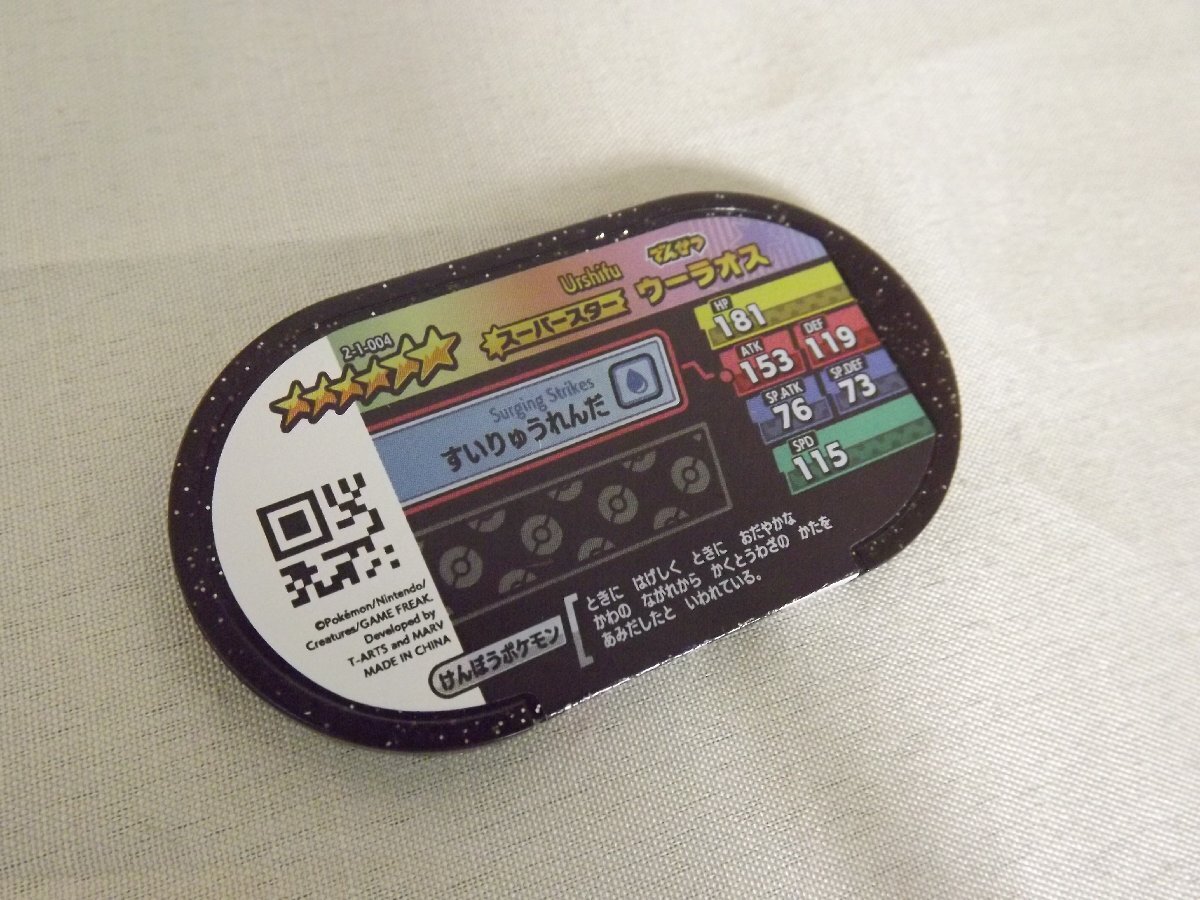 2-1-004
Urshifu
スーパースター
でんせつ
ウーラオス
HP
181
ATK
153
DEF
119
SP.ATK
76
SP.DEF
73
SPD
115
Surging Strikes
すいりゅうれんだ
©Pokémon/Nintendo/
Creatures/GAME FREAK.
Developed by
T-ARTS and MARV
MADE IN CHINA
けんぽうポケモン
ときに はげしく ときに おだやかな
かわの ながれから かくとうわざの かたを
あみだしたと いわれている。